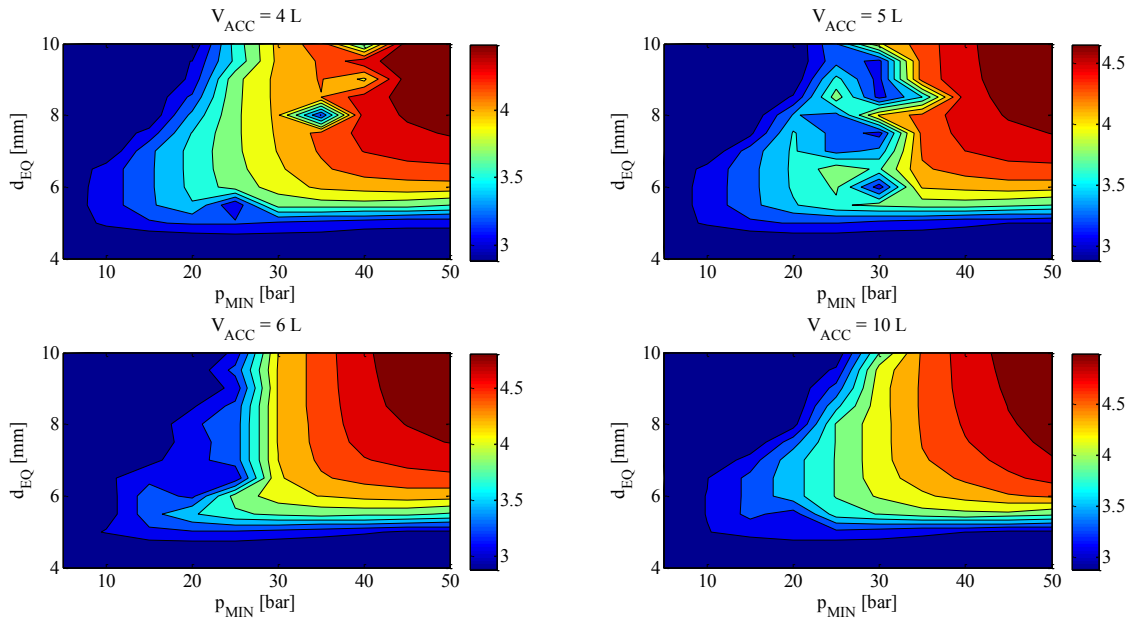 V_ACC = 4 L
10
8
6
4
d_EQ [mm]
10 20 30 40 50
p_MIN [bar]
4
3.5
3
V_ACC = 5 L
10
8
6
4
d_EQ [mm]
10 20 30 40 50
p_MIN [bar]
4.5
4
3.5
3
V_ACC = 6 L
10
8
6
4
d_EQ [mm]
10 20 30 40 50
p_MIN [bar]
4.5
4
3.5
3
V_ACC = 10 L
10
8
6
4
d_EQ [mm]
10 20 30 40 50
p_MIN [bar]
4.5
4
3.5
3